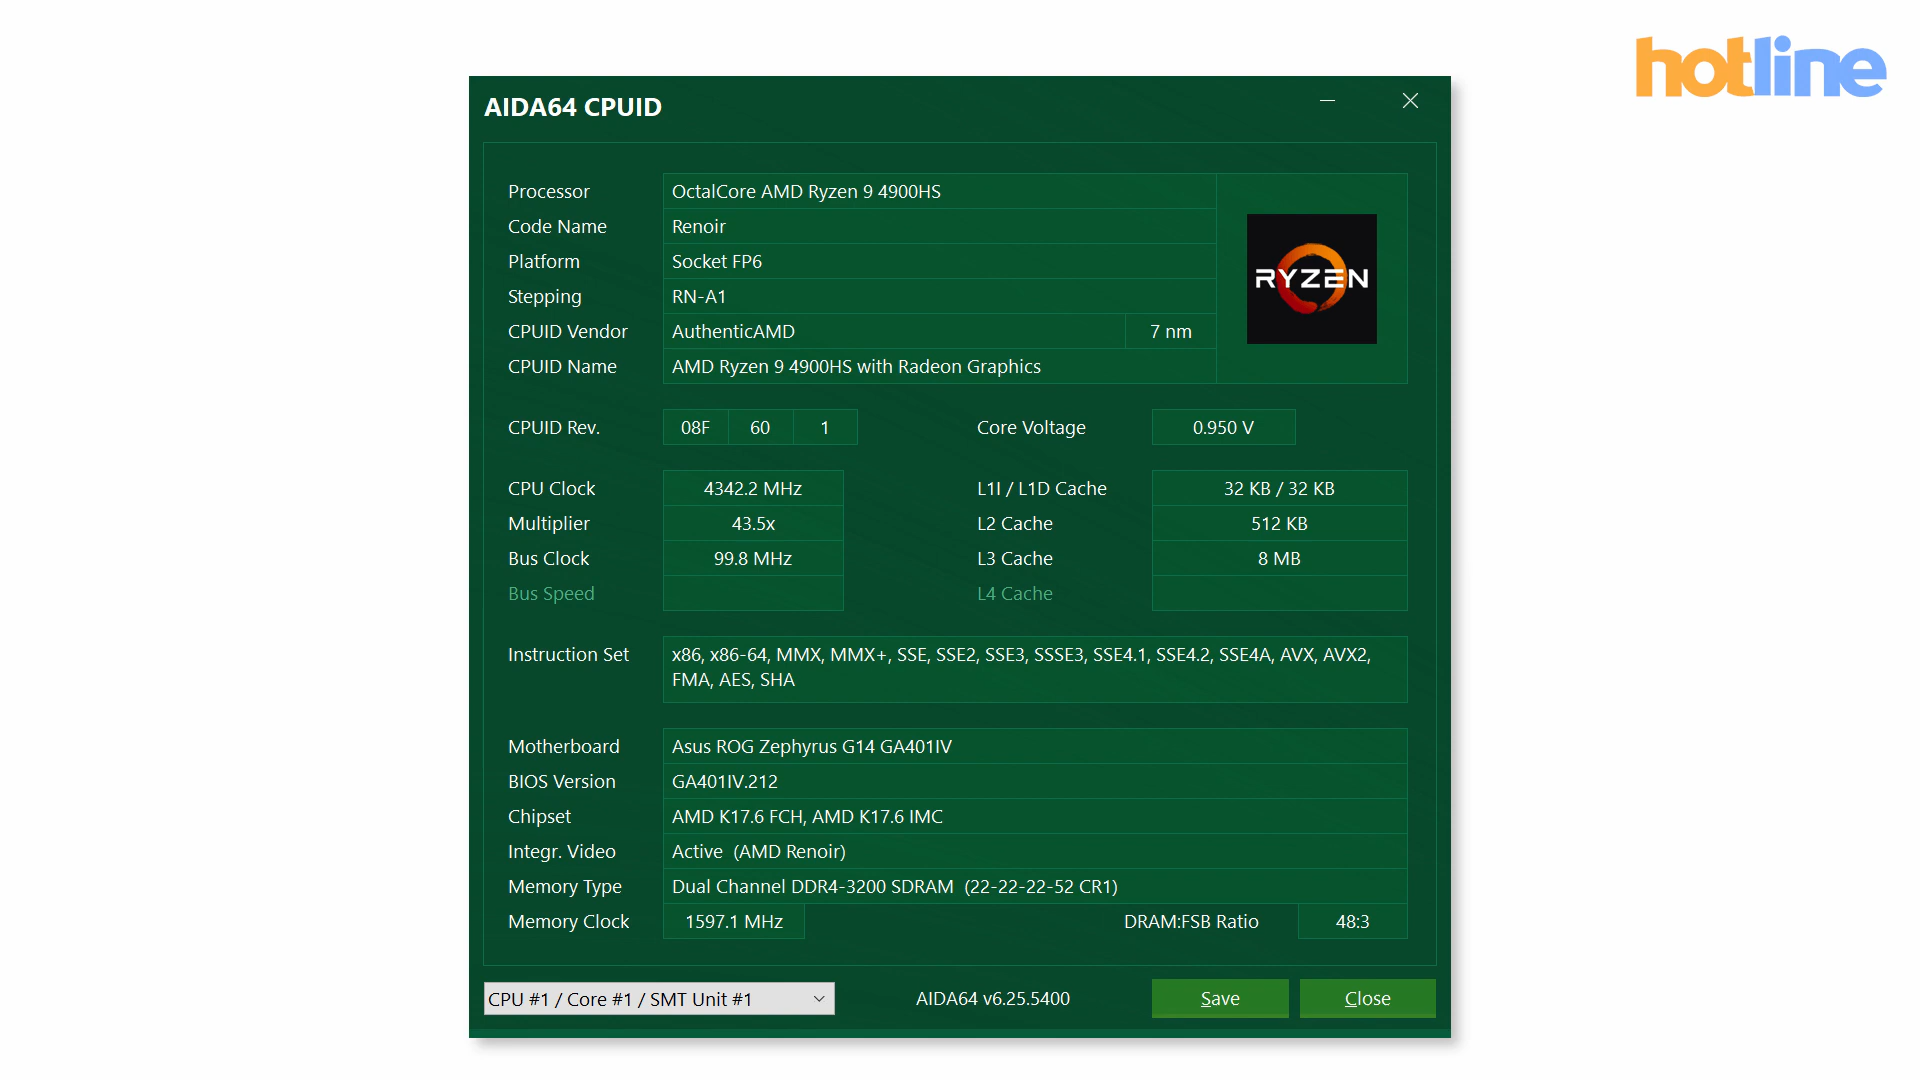 hotline
AIDA64 CPUID
Processor OctalCore AMD Ryzen 9 4900HS
Code Name Renoir
Platform Socket FP6
Stepping RN-A1
CPUID Vendor AuthenticAMD 7 nm
CPUID Name AMD Ryzen 9 4900HS with Radeon Graphics
RYZEN
CPUID Rev. 08F 60 1 Core Voltage 0.950 V
CPU Clock 4342.2 MHz L1I / L1D Cache 32 KB / 32 KB
Multiplier 43.5x L2 Cache 512 KB
Bus Clock 99.8 MHz L3 Cache 8 MB
Bus Speed L4 Cache
Instruction Set x86, x86-64, MMX, MMX+, SSE, SSE2, SSE3, SSSE3, SSE4.1, SSE4.2, SSE4A, AVX, AVX2,
FMA, AES, SHA
Motherboard Asus ROG Zephyrus G14 GA401IV
BIOS Version GA401IV.212
Chipset AMD K17.6 FCH, AMD K17.6 IMC
Integr. Video Active (AMD Renoir)
Memory Type Dual Channel DDR4-3200 SDRAM (22-22-22-52 CR1)
Memory Clock 1597.1 MHz DRAM:FSB Ratio 48:3
CPU #1 / Core #1 / SMT Unit #1 AIDA64 v6.25.5400 Save Close